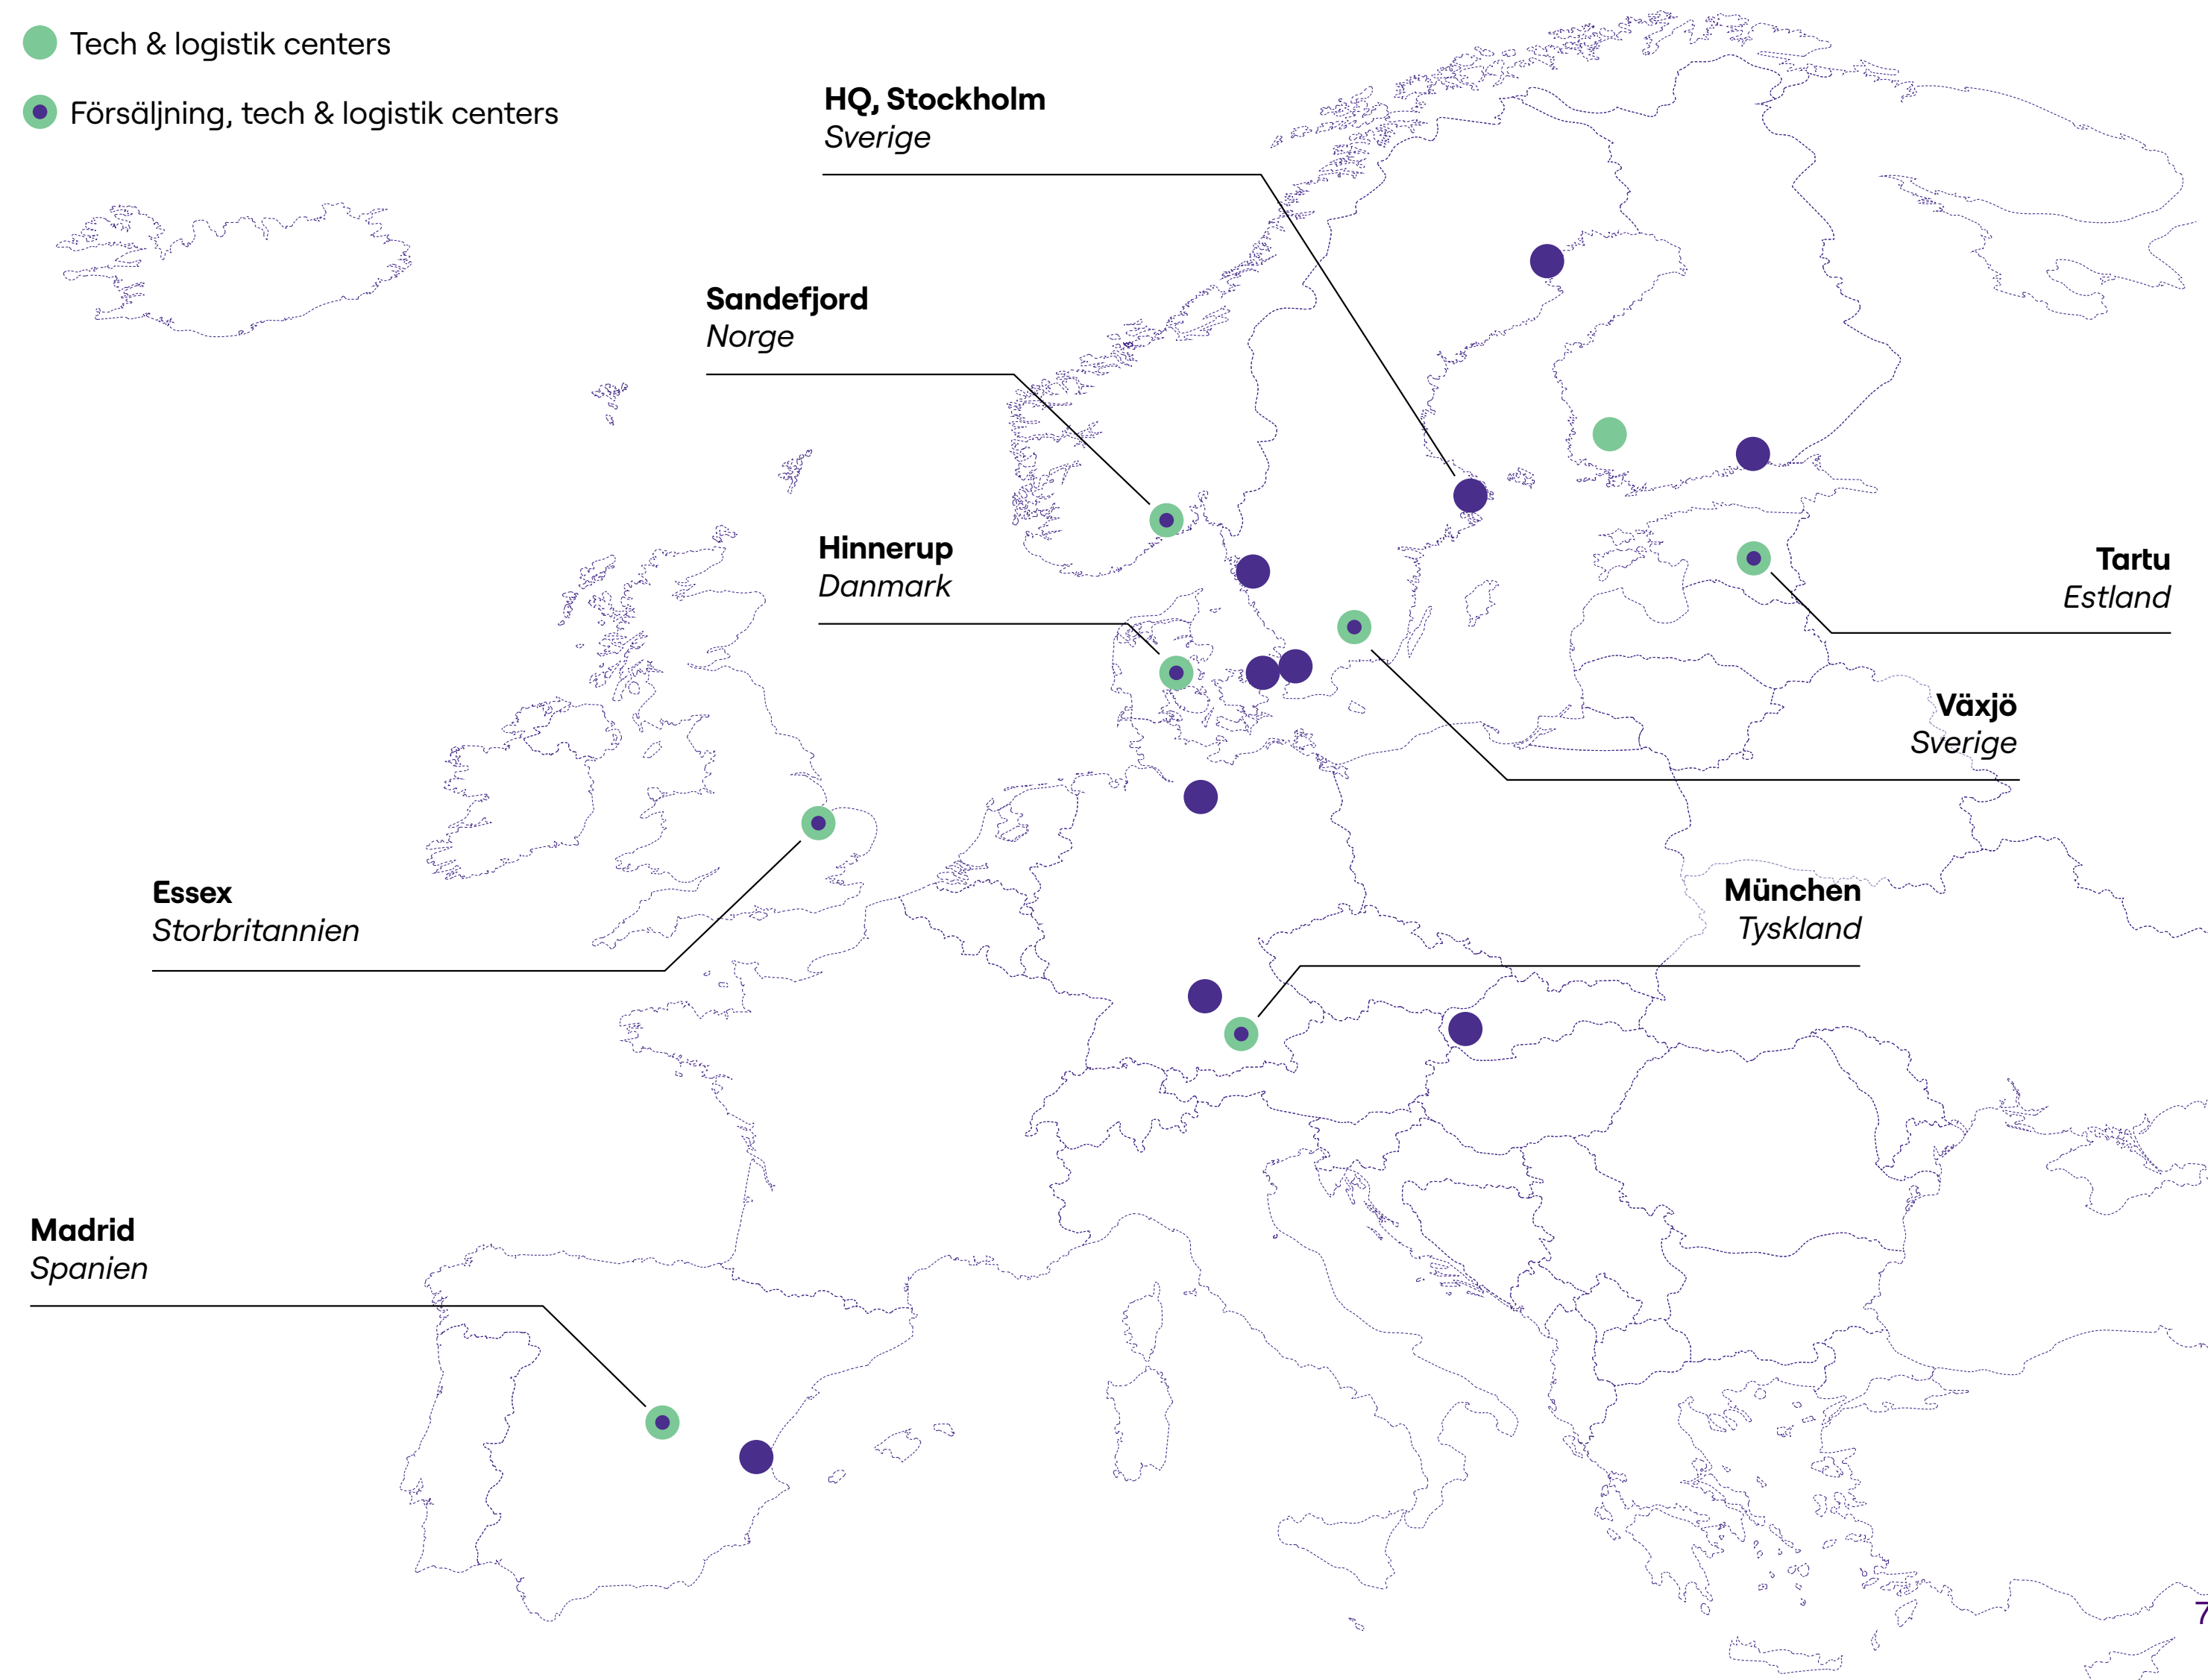 Tech & logistik centers
Försäljning, tech & logistik centers
HQ, Stockholm
Sverige
Sandefjord
Norge
Hinnerup
Danmark
Tartu
Estland
Växjö
Sverige
Essex
Storbritannien
München
Tyskland
Madrid
Spanien
7